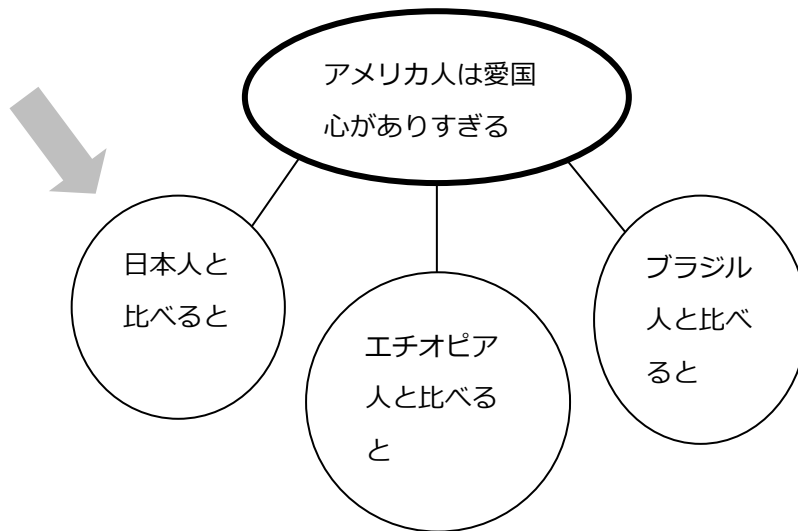 アメリカ人は愛国
心がありすぎる
日本人と
比べると
エチオピア
人と比べる
と
ブラジル
人と比べ
ると